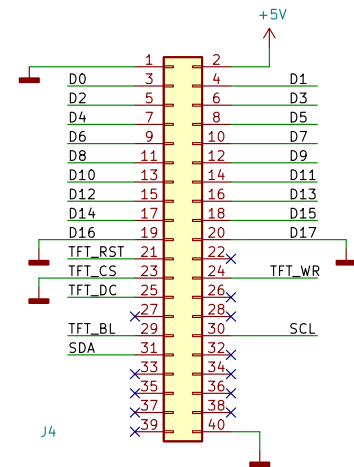 +5V
1 2
D0 3 4 D1
D2 5 6 D3
D4 7 8 D5
D6 9 10 D7
D8 11 12 D9
D10 13 14 D11
D12 15 16 D13
D14 17 18 D15
D16 19 20 D17
TFT_RST 21 22
TFT_CS 23 24 TFT_WR
TFT_DC 25 26
27 28
TFT_BL 29 30 SCL
SDA 31 32
33 34
35 36
37 38
J4 39 40